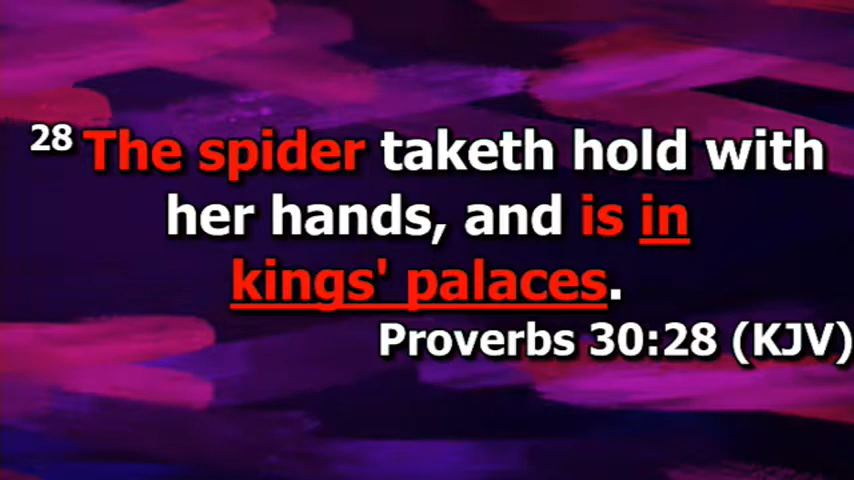 28 The spider taketh hold with
her hands, and is in
kings' palaces.
Proverbs 30:28 (KJV)